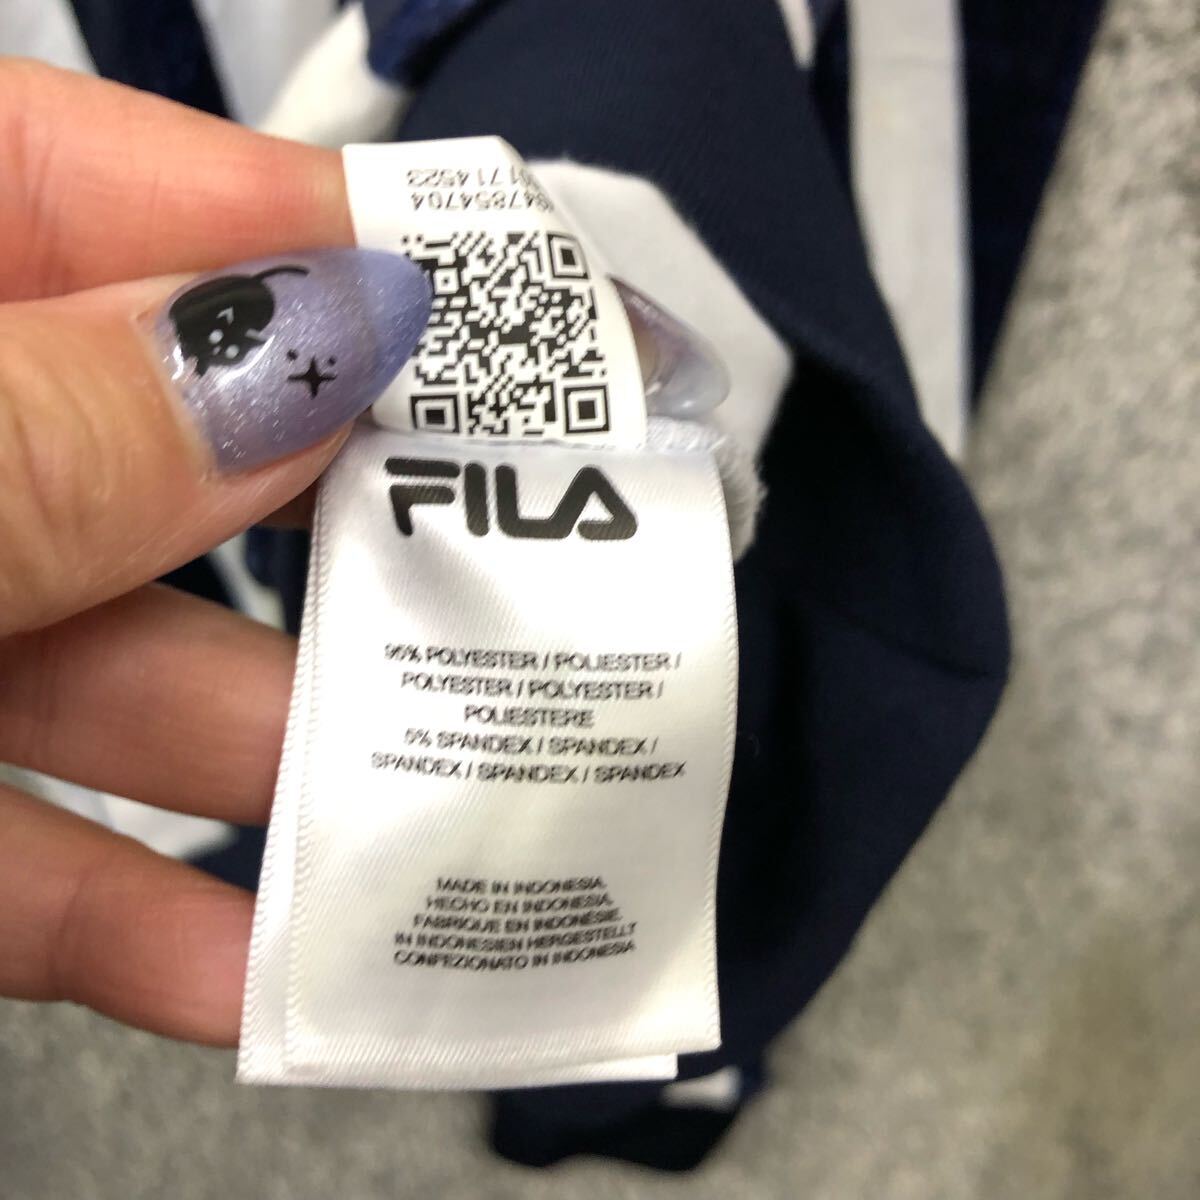 FILA
95% POLYESTER / POLIESTER /
POLYESTER / POLYESTER /
POLIESTERE
5% SPANDEX / SPANDEX /
SPANDEX / SPANDEX / SPANDEX
MADE IN INDONESIA.
HECHO EN INDONESIA.
FABRIQUE EN INDONÉSIE.
IN INDONESIEN HERGESTELLT
CONFEZIONATO IN INDONESIA